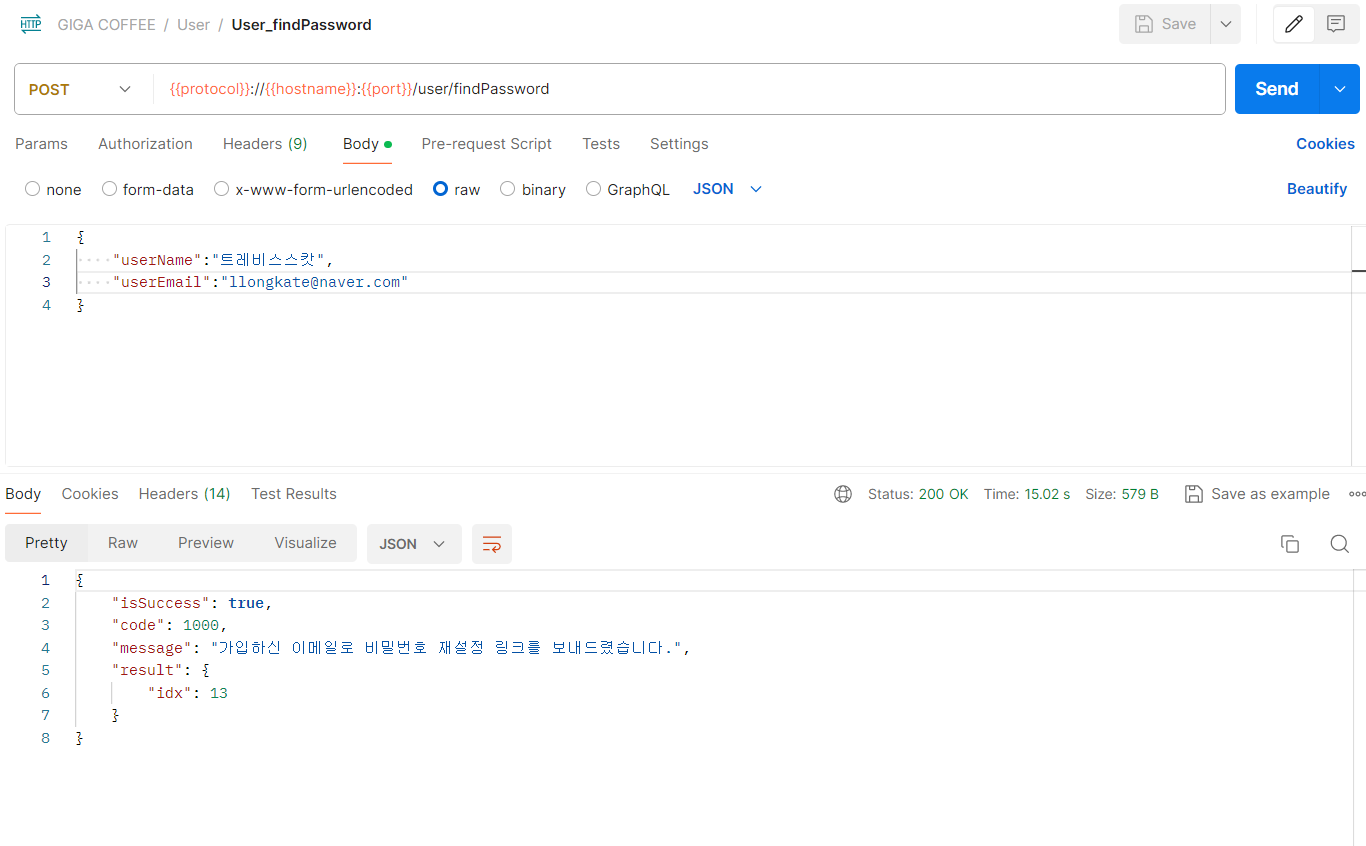 HTTP GIGA COFFEE / User / User_findPassword Save
POST {{protocol}}://{{hostname}}:{{port}}/user/findPassword Send
Params Authorization Headers (9) Body Pre-request Script Tests Settings Cookies
none form-data x-www-form-urlencoded raw binary GraphQL JSON Beautify
1 {
2 ····"userName":"트레비스스캇",
3 ····"userEmail":"llongkate@naver.com"
4 }
Body Cookies Headers (14) Test Results Status: 200 OK Time: 15.02 s Size: 579 B Save as example
Pretty Raw Preview Visualize JSON
1 {
2 "isSuccess": true,
3 "code": 1000,
4 "message": "가입하신 이메일로 비밀번호 재설정 링크를 보내드렸습니다.",
5 "result": {
6 "idx": 13
7 }
8 }